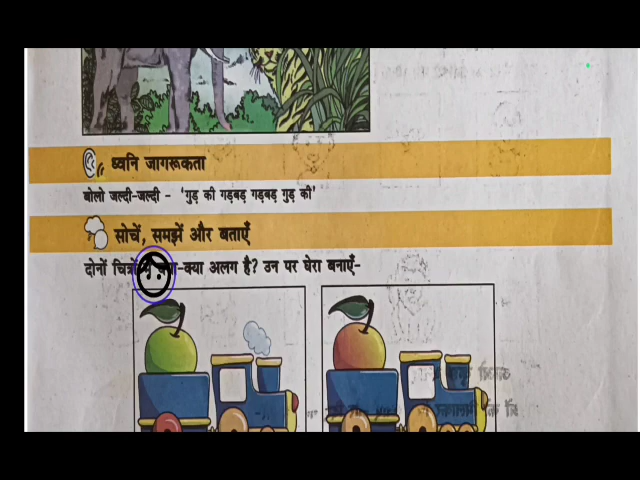 ध्वनि जागरूकता
बोलो जल्दी-जल्दी - 'गुड़ की गड़बड़ गड़बड़ गुड़ की'
सोचें, समझें और बताएँ
दोनों चित्रों -क्या अलग है? उन पर घेरा बनाएँ-